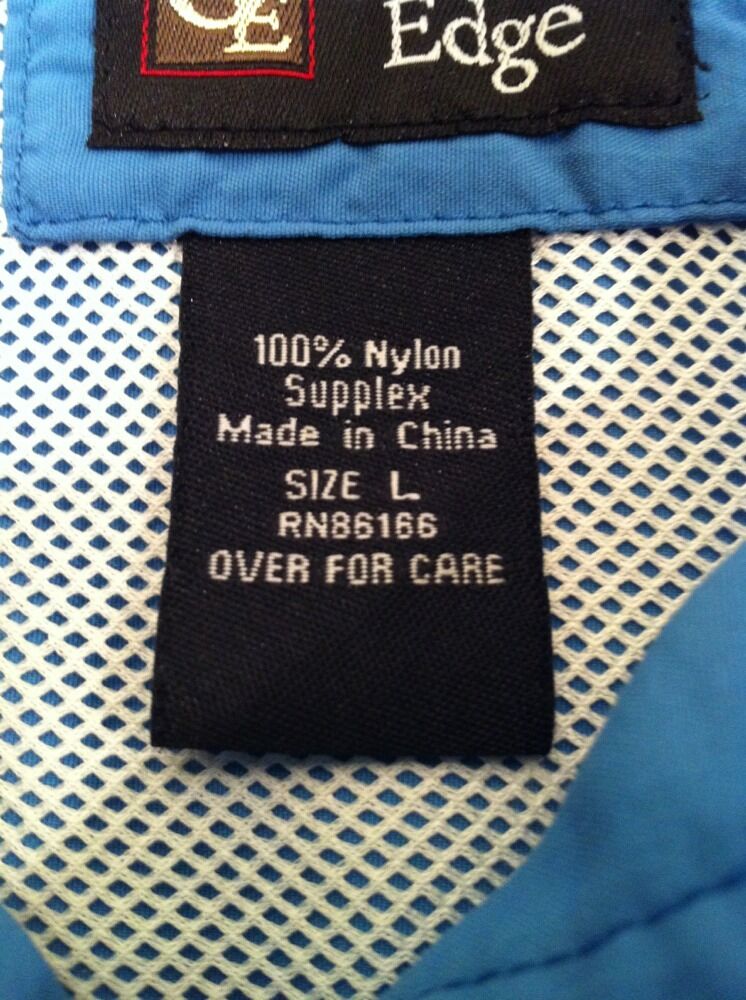 Edge
100% Nylon
Supplex
Made in China
SIZE L
RN86166
OVER FOR CARE